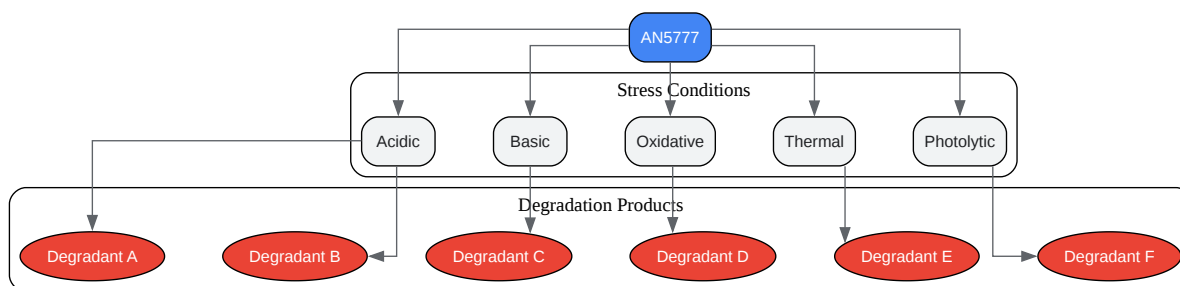 AN5777
Stress Conditions
Acidic
Basic
Oxidative
Thermal
Photolytic
Degradation Products
Degradant A
Degradant B
Degradant C
Degradant D
Degradant E
Degradant F